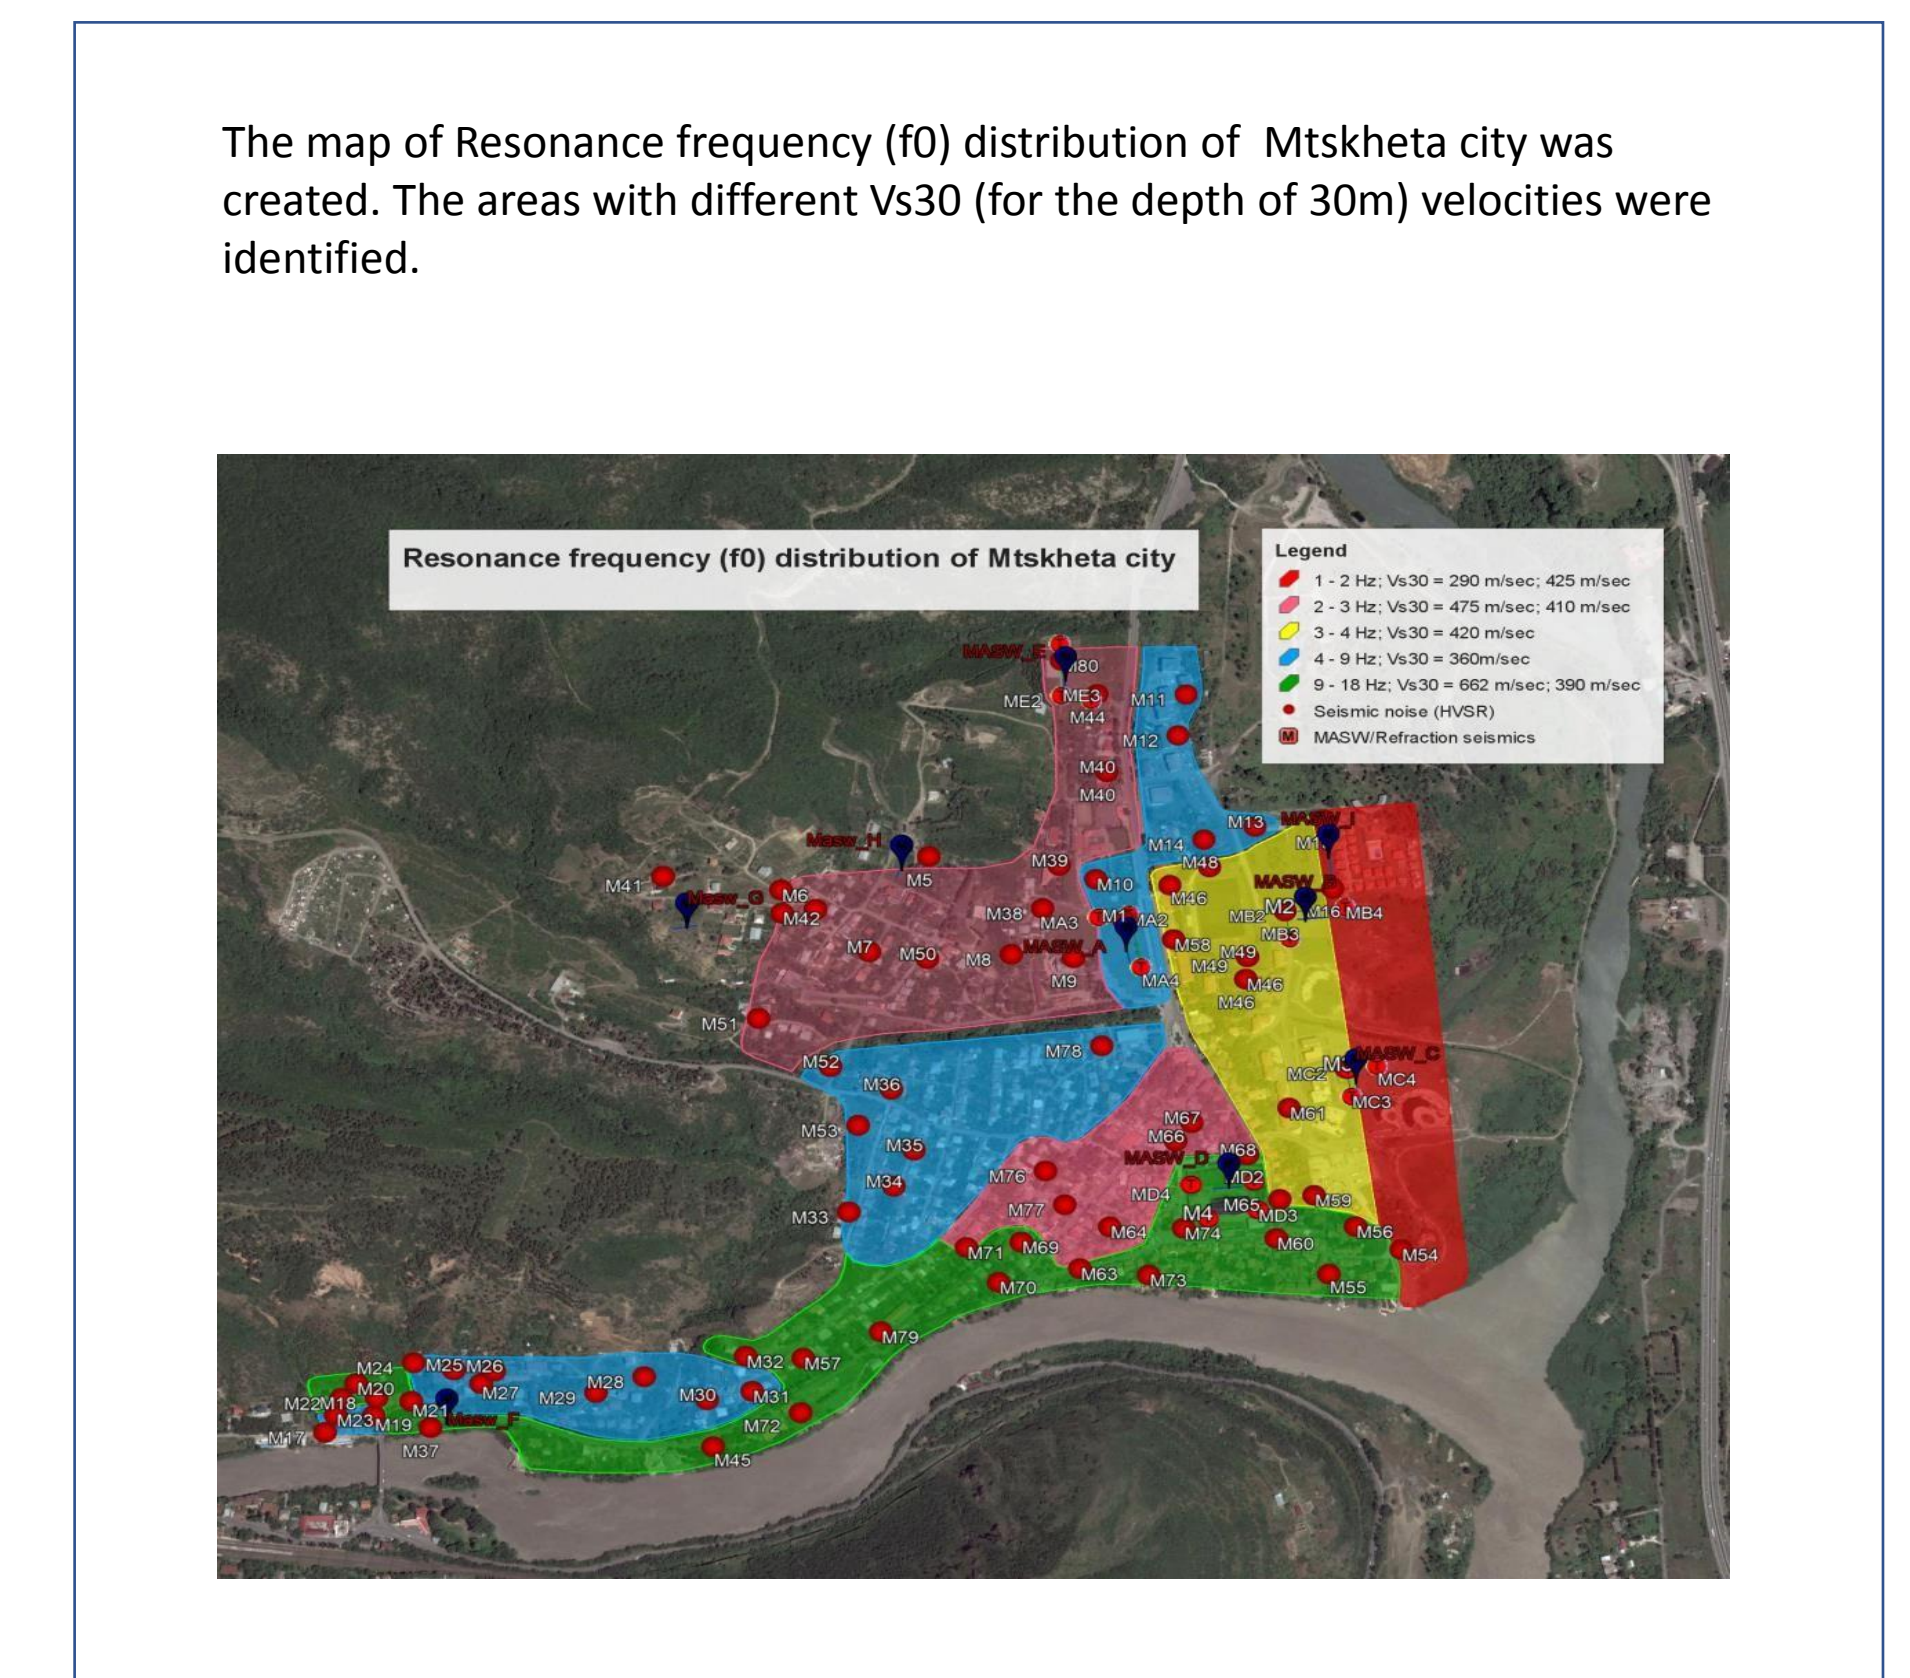 The map of Resonance frequency (f0) distribution of Mtskheta city was
created. The areas with different Vs30 (for the depth of 30m) velocities were
identified.
Resonance frequency (f0) distribution of Mtskheta city
Legend
1 - 2 Hz; Vs30 = 290 m/sec; 425 m/sec
2 - 3 Hz; Vs30 = 475 m/sec; 410 m/sec
3 - 4 Hz; Vs30 = 420 m/sec
4 - 9 Hz; Vs30 = 360m/sec
9 - 18 Hz; Vs30 = 662 m/sec; 390 m/sec
Seismic noise (HVSR)
M MASW/Refraction seismics
MASW_E
M80
ME2 ME3 M11
M44
M12
M40
M40
M13 MASW_I
Masw_H M14
M39 M48
M41 M5 M10 MASW_B
Masw_G M6 M46
M42 M38 MA3 M1 MA2 MB2 M2 M16 MB4
M7 M50 M8 MASW_A M58 M49 MB3
M9 MA4 M49 M46
M46
M51
M52 M78 MASW_C
M36 MC2 M3 MC4
M53 M67 M61 MC3
M35 M66 M68
M34 M76 MASW_D MD2
M33 M77 MD4 M65 M59
M64 M4 MD3
M71 M69 M74 M60 M56
M54
M70 M63 M73 M55
M79
M24 M25 M26 M32 M57
M22 M18 M20 M27 M29 M28 M30 M31
M23 M19 M21 Masw_F M72
M17 M37 M45